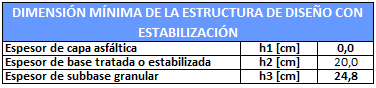 DIMENSIÓN MÍNIMA DE LA ESTRUCTURA DE DISEÑO CON
ESTABILIZACIÓN
Espesor de capa asfáltica h1 [cm] 0,0
Espesor de base tratada o estabilizada h2 [cm] 20,0
Espesor de subbase granular h3 [cm] 24,8